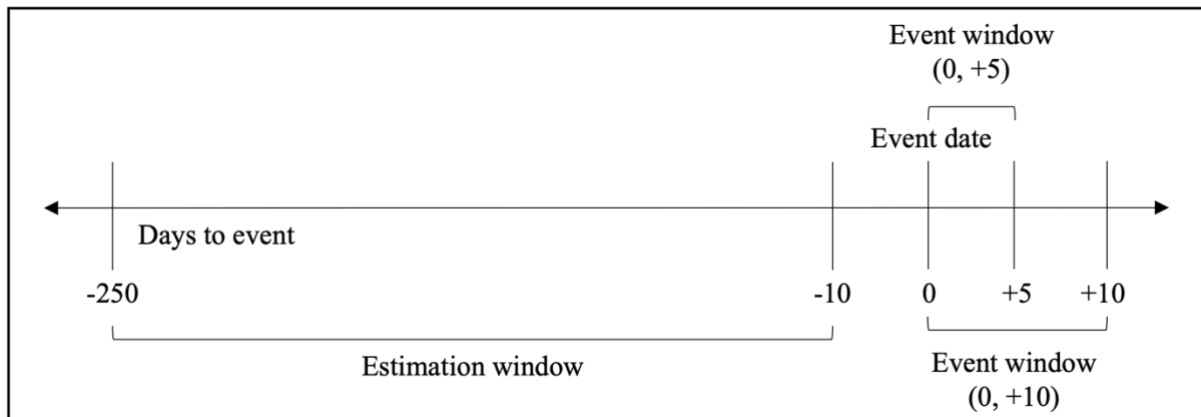 Event window
(0, +5)
Event date
Days to event
-250
-10
0
+5
+10
Estimation window
Event window
(0, +10)